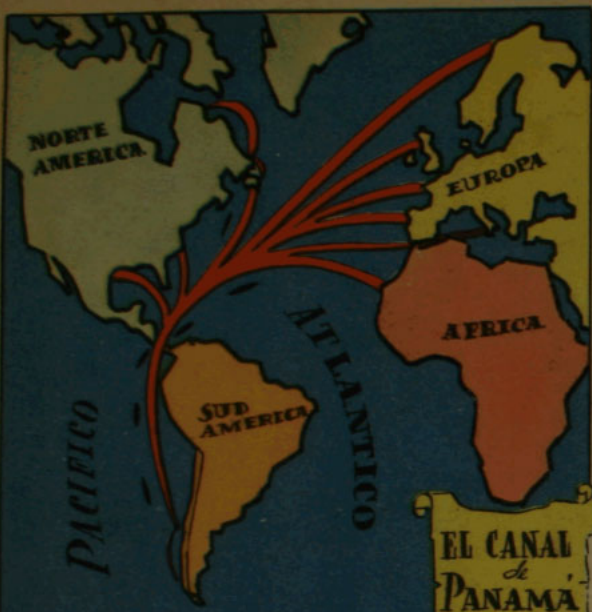 NORTE
AMERICA
EUROPA
AFRICA
ATLANTICO
SUD
AMERICA
PACIFICO
EL CANAL
de
PANAMÁ